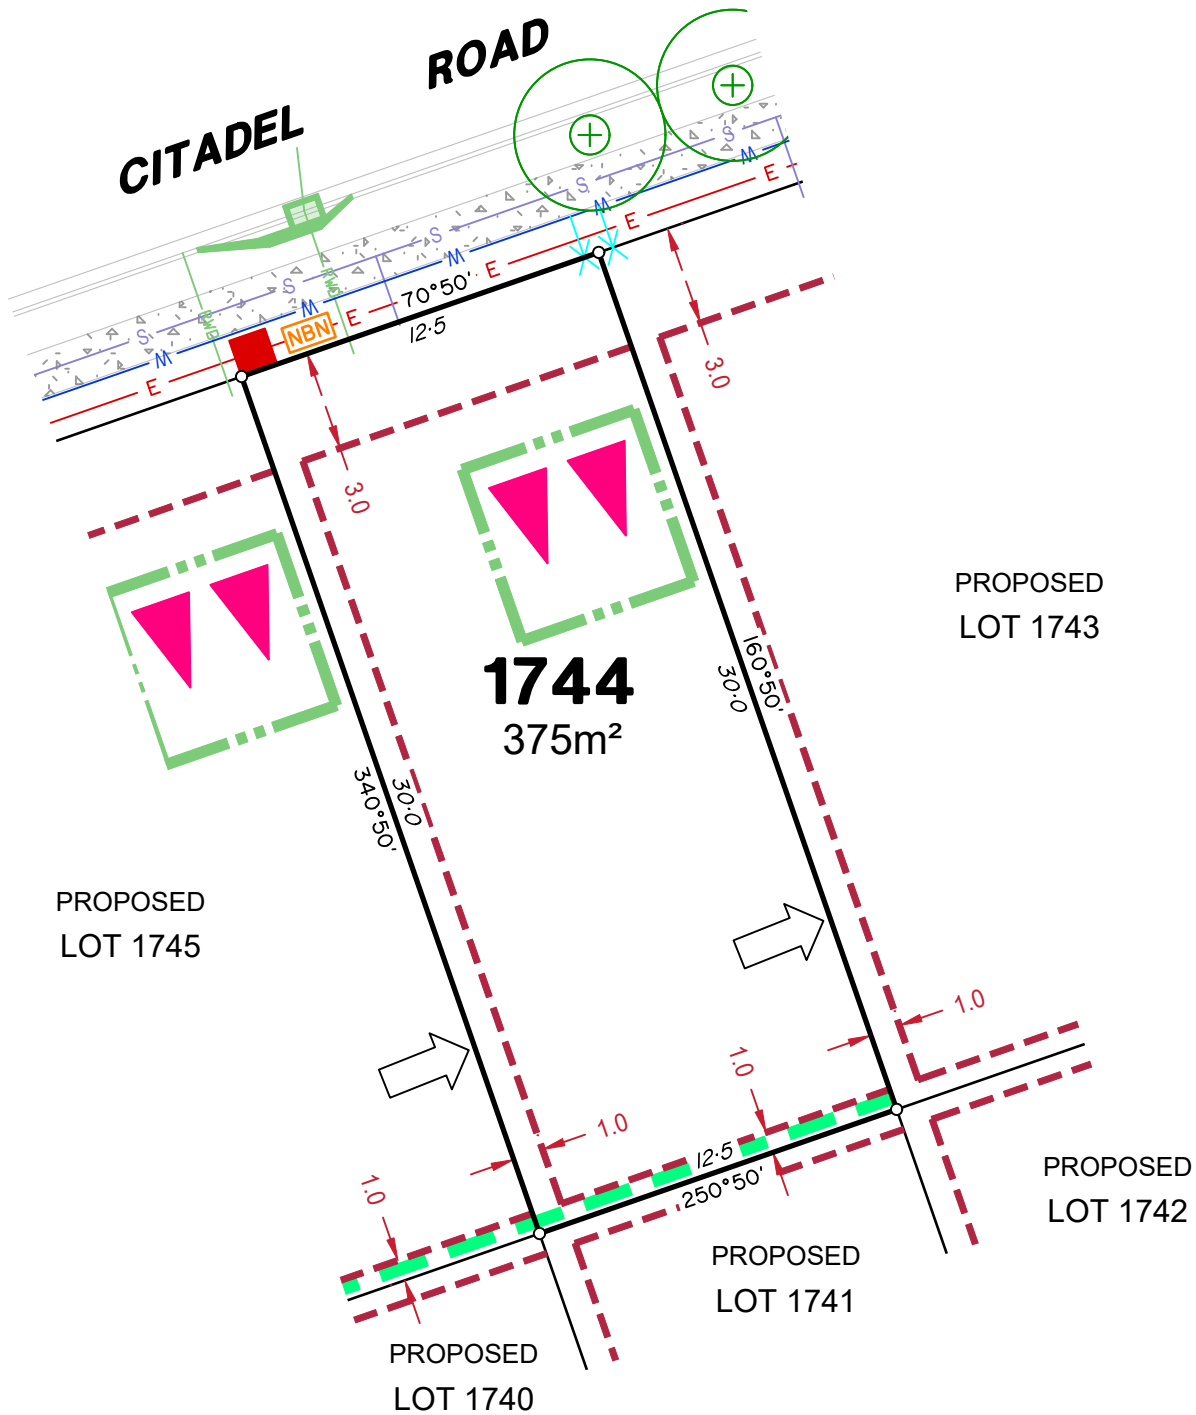 CITADEL ROAD
S
W
E
S
W
E
S
W
E
S
W
E
S
W
E
RWD
RWD
NBN
70°50'
12·5
3.0
3.0
1744
375m²
160°50'
30·0
340°50'
30·0
PROPOSED
LOT 1743
PROPOSED
LOT 1745
1.0
1.0
1.0
1.0
12·5
250°50'
PROPOSED
LOT 1742
PROPOSED
LOT 1741
PROPOSED
LOT 1740